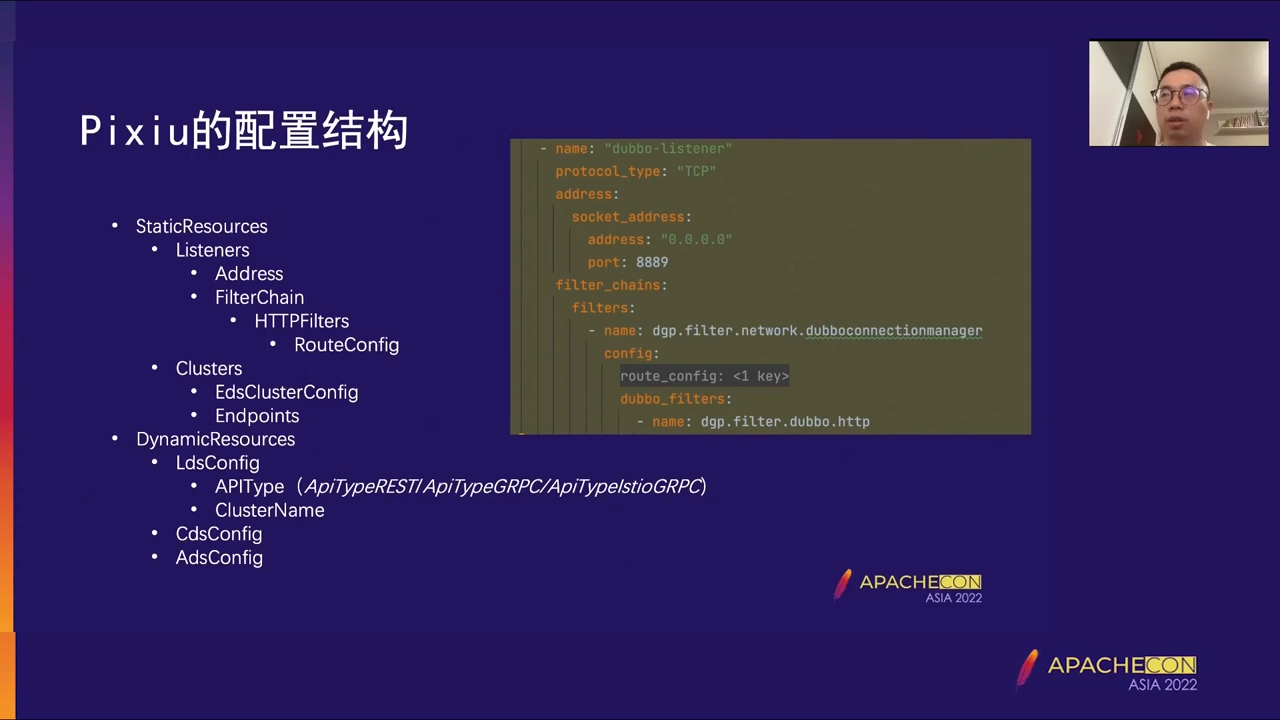 Pixiu的配置结构
• StaticResources
• Listeners
• Address
• FilterChain
• HTTPFilters
• RouteConfig
• Clusters
• EdsClusterConfig
• Endpoints
• DynamicResources
• LdsConfig
• APIType（ApiTypeREST/ApiTypeGRPC/ApiTypeIstioGRPC）
• ClusterName
• CdsConfig
• AdsConfig
- name: "dubbo-listener"
protocol_type: "TCP"
address:
socket_address:
address: "0.0.0.0"
port: 8889
filter_chains:
filters:
- name: dgp.filter.network.dubboconnectionmanager
config:
route_config: <1 key>
dubbo_filters:
- name: dgp.filter.dubbo.http
APACHECON
ASIA 2022
APACHECON
ASIA 2022